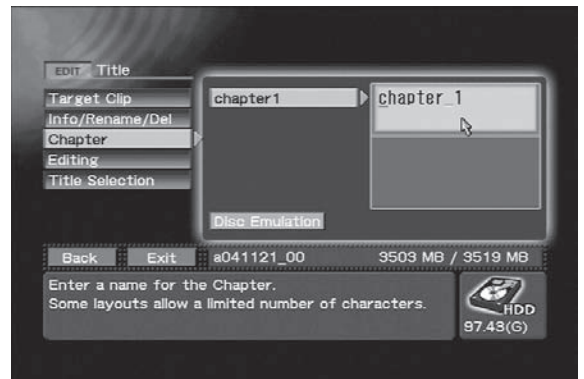 EDIT Title
Target Clip
Info/Rename/Del
Chapter
Editing
Title Selection
chapter1
chapter_1
Disc Emulation
Back Exit a041121_00 3503 MB / 3519 MB
Enter a name for the Chapter.
Some layouts allow a limited number of characters.
HDD
97.43(G)